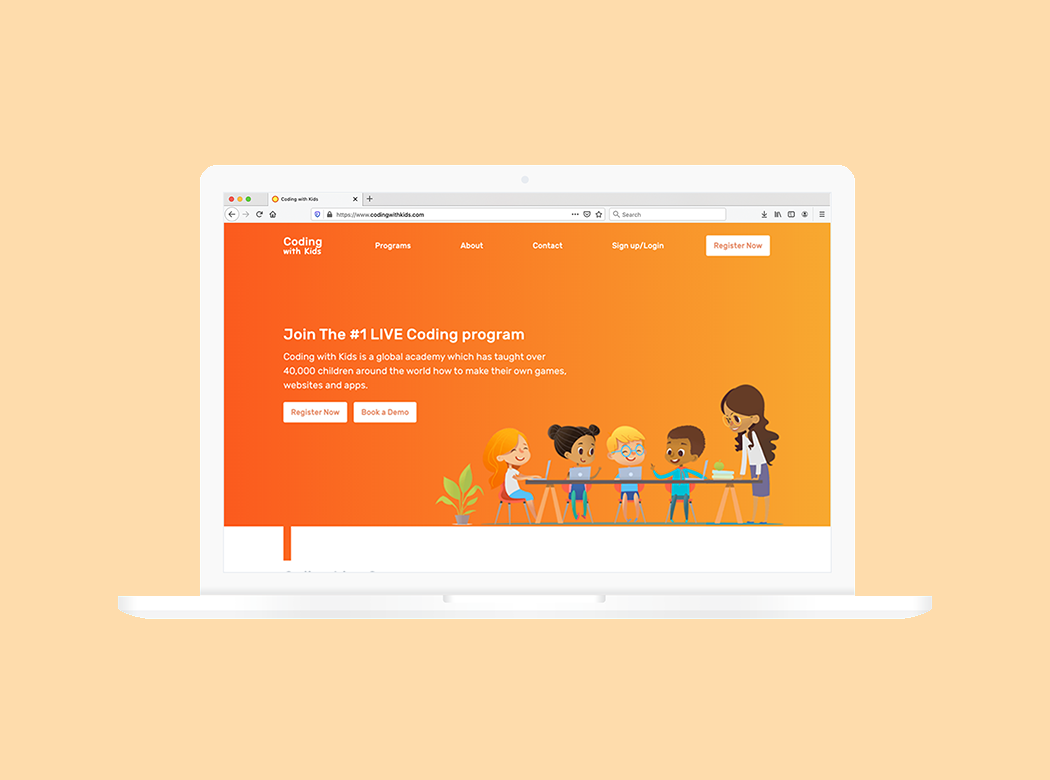 Coding with Kids
https://www.codingwithkids.com
Search
Coding
with Kids
Programs
About
Contact
Sign up/Login
Register Now
Join The #1 LIVE Coding program
Coding with Kids is a global academy which has taught over
40,000 children around the world how to make their own games,
websites and apps.
Register Now
Book a Demo